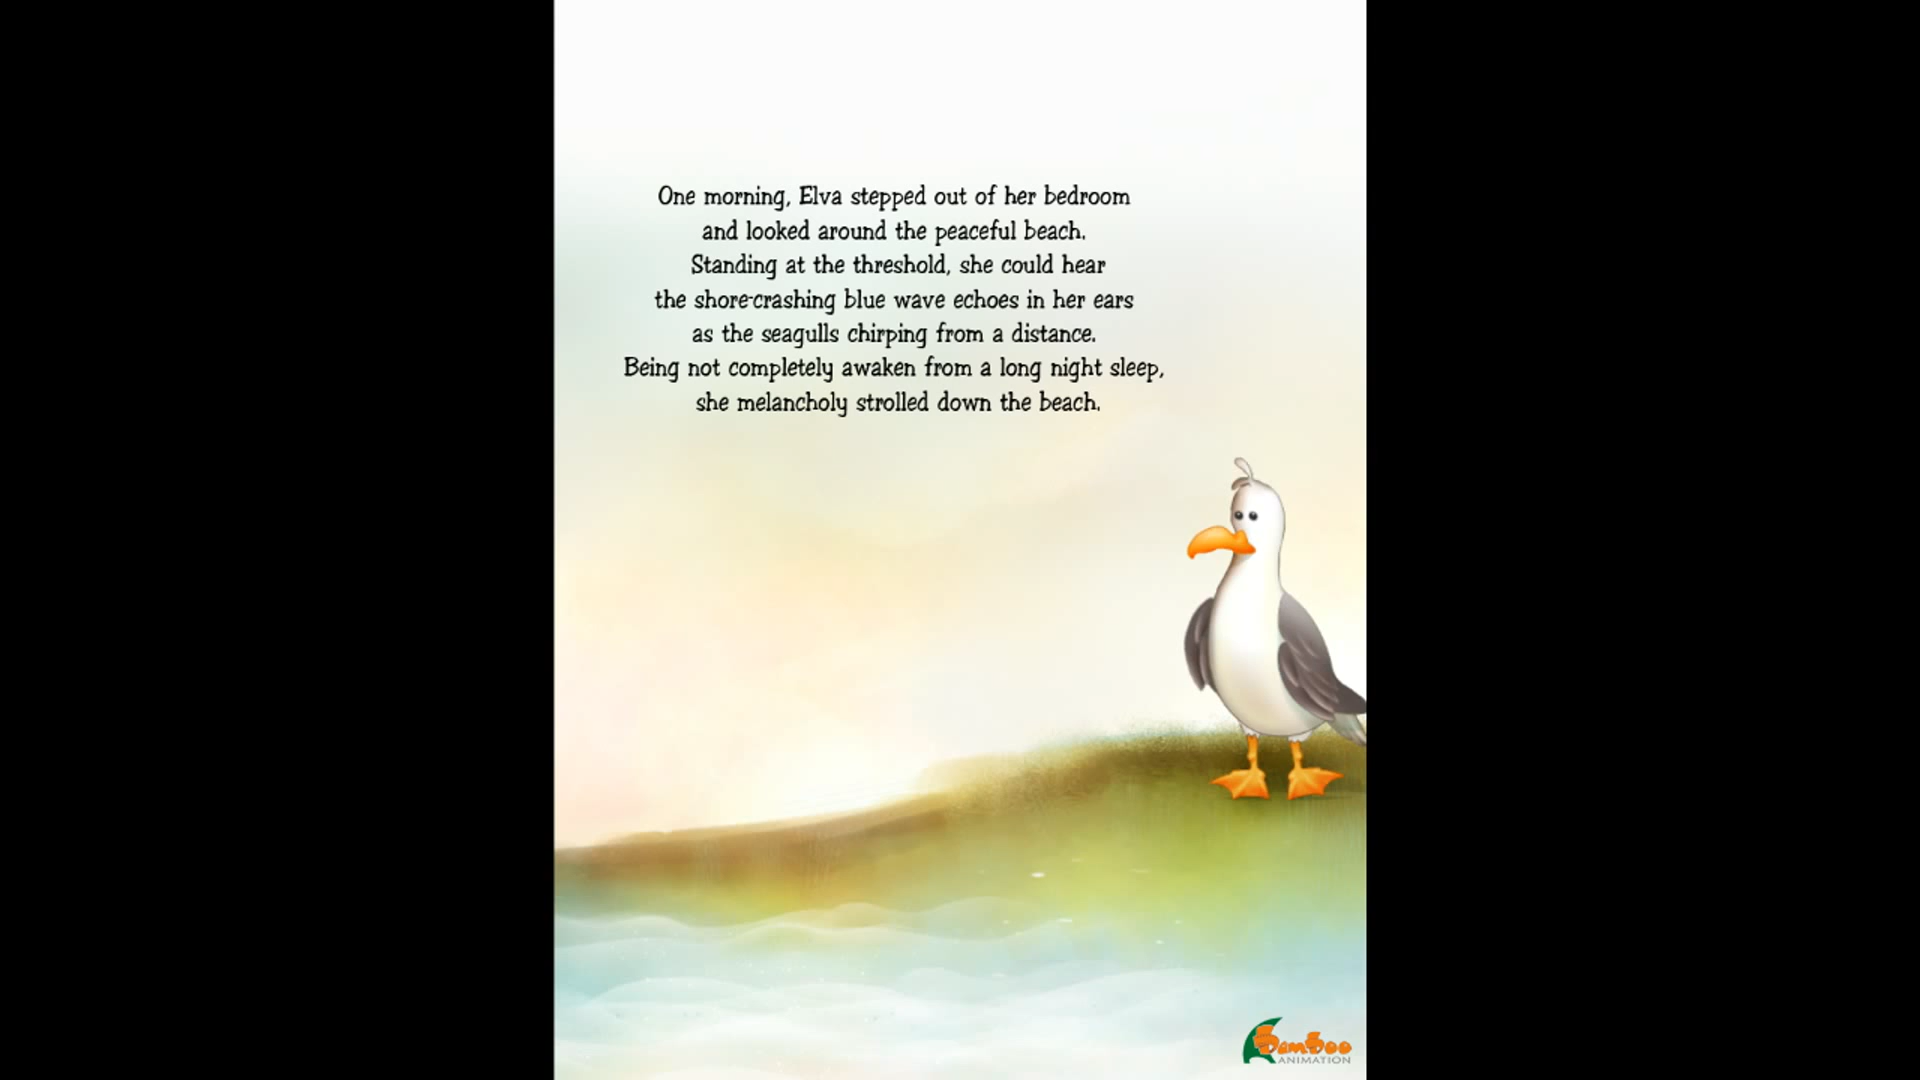 One morning, Elva stepped out of her bedroom
and looked around the peaceful beach.
Standing at the threshold, she could hear
the shore-crashing blue wave echoes in her ears
as the seagulls chirping from a distance.
Being not completely awaken from a long night sleep,
she melancholy strolled down the beach.
BamBoo
ANIMATION